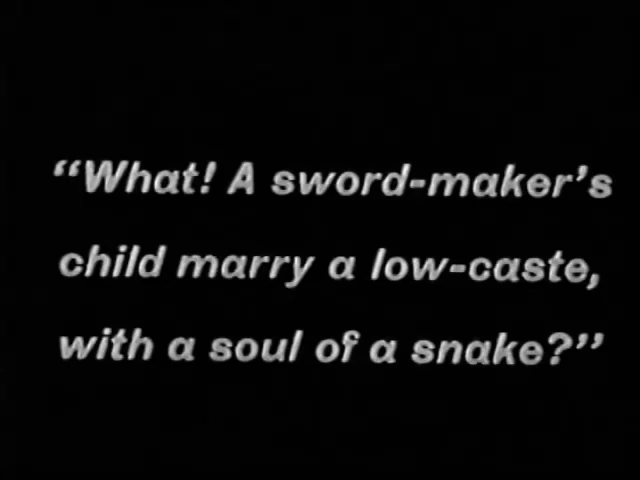 “What! A sword-maker’s
child marry a low-caste,
with a soul of a snake?”